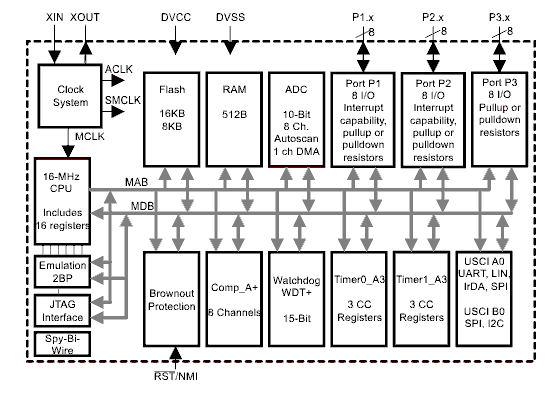 XIN XOUT DVCC DVSS P1.x P2.x P3.x
8 8 8
ACLK
SMCLK
MCLK
Clock
System
Flash
16KB
8KB
RAM
512B
ADC
10-Bit
8 Ch.
Autoscan
1 ch DMA
Port P1
8 I/O
Interrupt
capability,
pullup or
pulldown
resistors
Port P2
8 I/O
Interrupt
capability,
pullup or
pulldown
resistors
Port P3
8 I/O
Pullup or
pulldown
resistors
16-MHz
CPU
Includes
16 registers
MAB
MDB
Emulation
2BP
JTAG
Interface
Spy-Bi-
Wire
Brownout
Protection
Comp_A+
8 Channels
Watchdog
WDT+
15-Bit
Timer0_A3
3 CC
Registers
Timer1_A3
3 CC
Registers
USCI A0
UART, LIN,
IrDA, SPI
USCI B0
SPI, I2C
RST/NMI